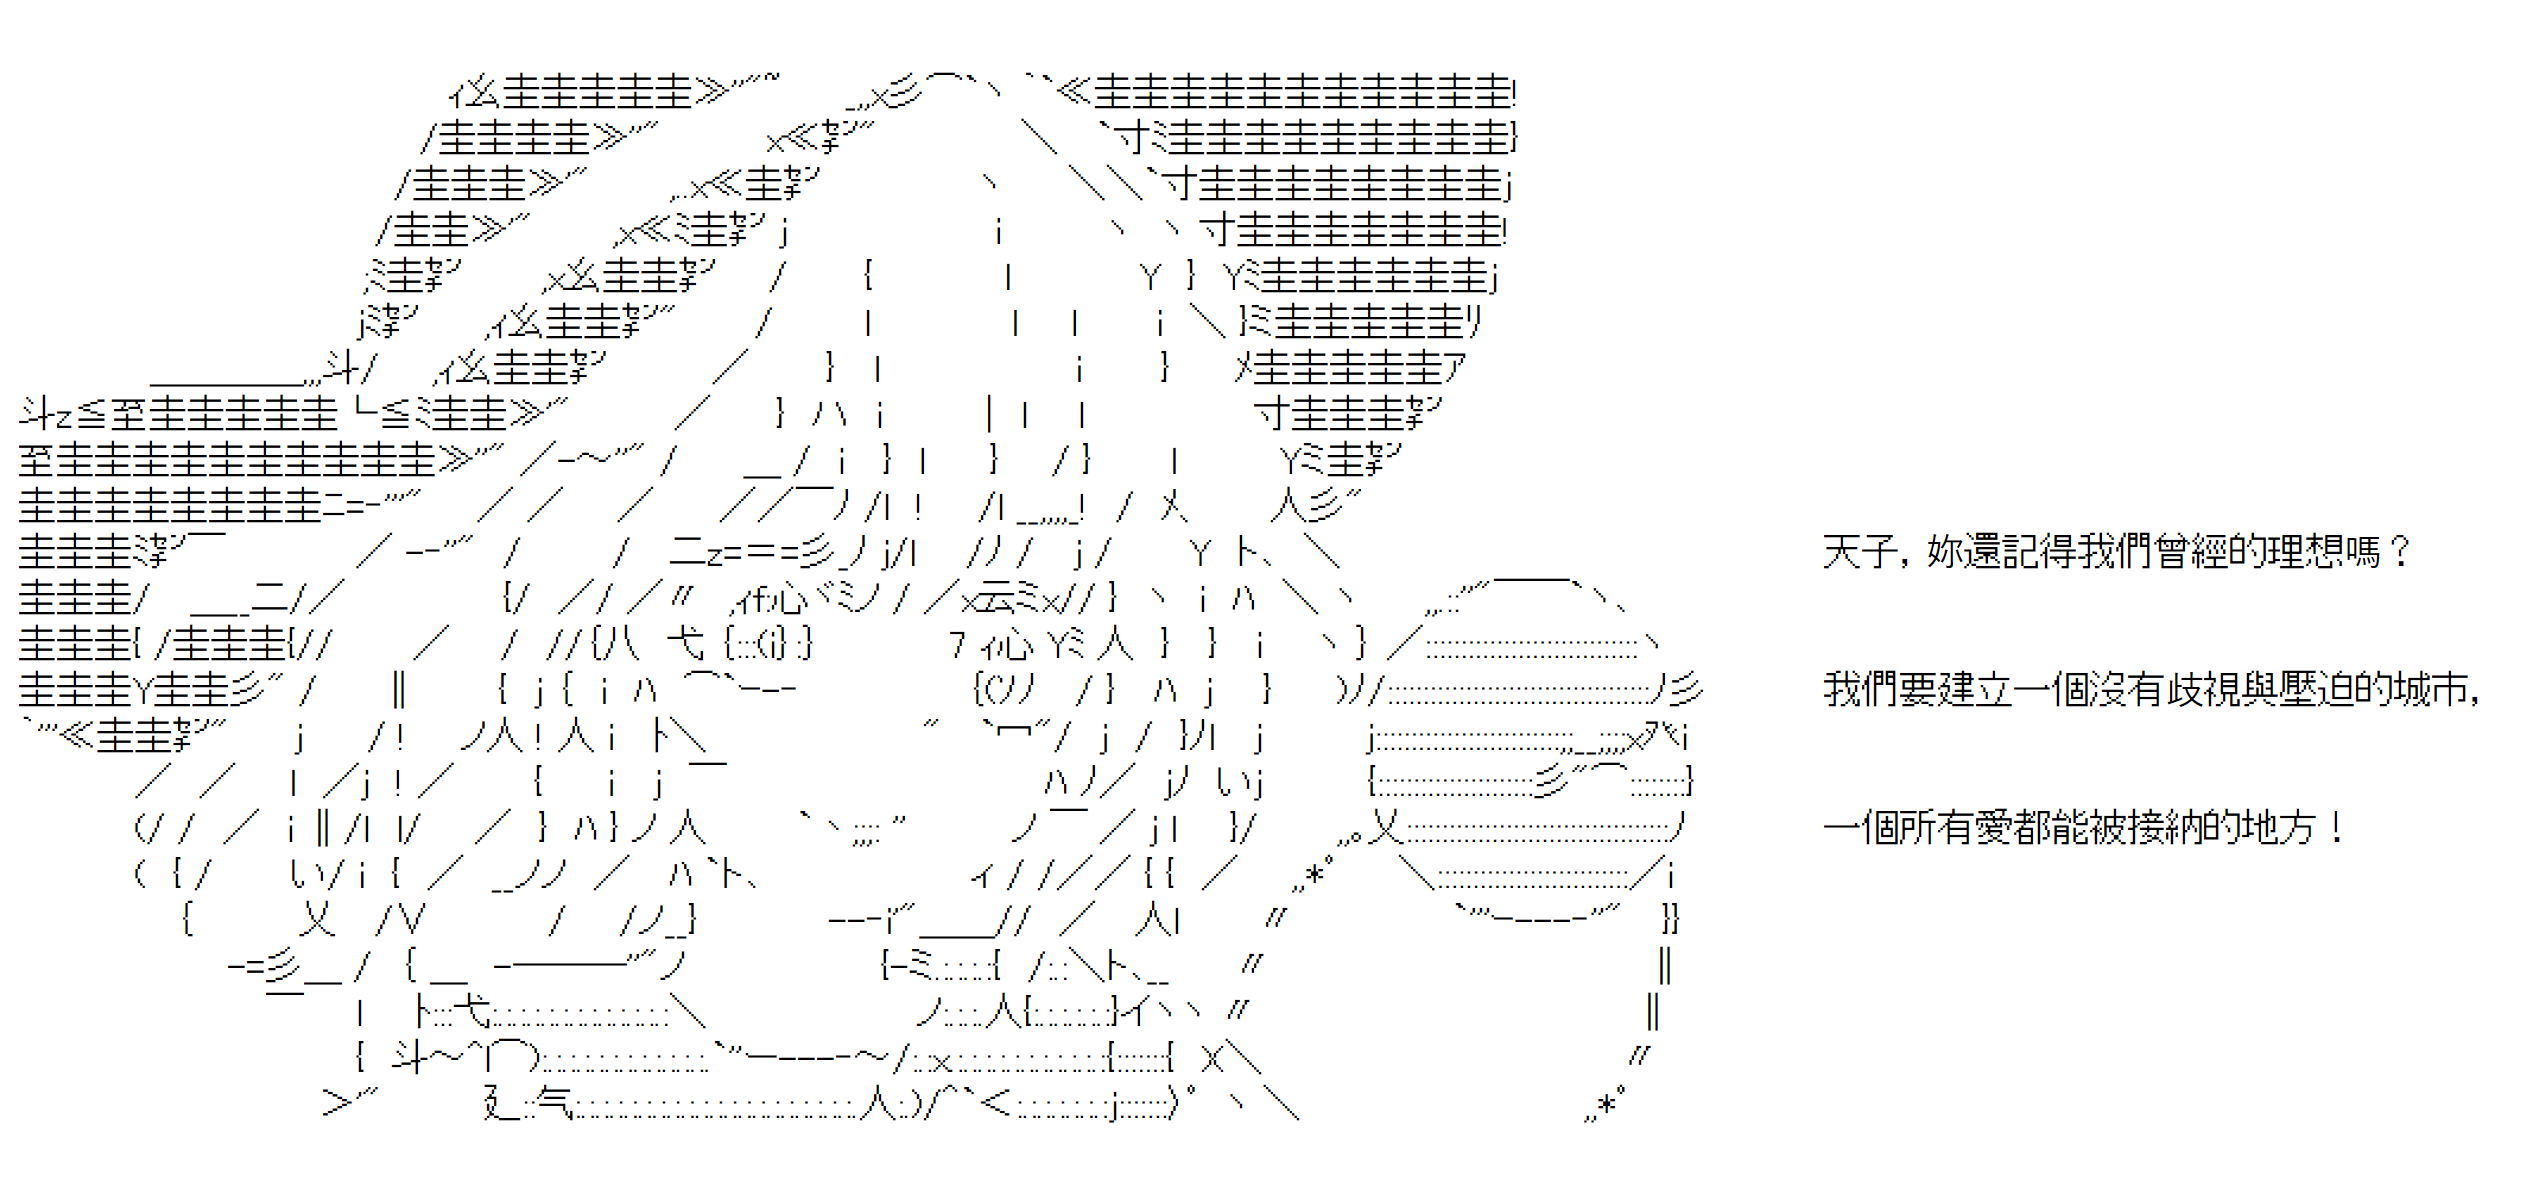 天子，妳還記得我們曾經的理想嗎？
我們要建立一個沒有歧視與壓迫的城市，
一個所有愛都能被接納的地方！